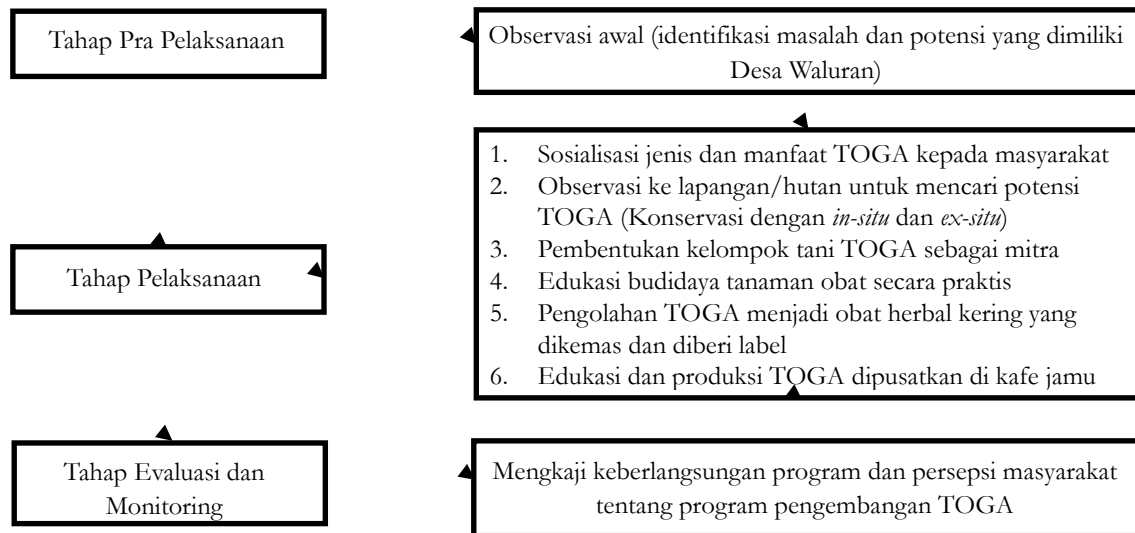 Tahap Pra Pelaksanaan
Observasi awal (identifikasi masalah dan potensi yang dimiliki
Desa Waluran)
Tahap Pelaksanaan
1. Sosialisasi jenis dan manfaat TOGA kepada masyarakat
2. Observasi ke lapangan/hutan untuk mencari potensi
TOGA (Konservasi dengan in-situ dan ex-situ)
3. Pembentukan kelompok tani TOGA sebagai mitra
4. Edukasi budidaya tanaman obat secara praktis
5. Pengolahan TOGA menjadi obat herbal kering yang
dikemas dan diberi label
6. Edukasi dan produksi TOGA dipusatkan di kafe jamu
Tahap Evaluasi dan
Monitoring
Mengkaji keberlangsungan program dan persepsi masyarakat
tentang program pengembangan TOGA